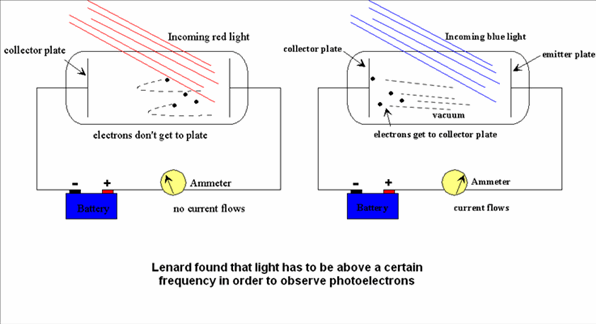 Incoming red light
collector plate
electrons don't get to plate
- +
Ammeter
Battery
no current flows
Incoming blue light
collector plate
emitter plate
vacuum
electrons get to collector plate
- +
Ammeter
Battery
current flows
Lenard found that light has to be above a certain
frequency in order to observe photoelectrons